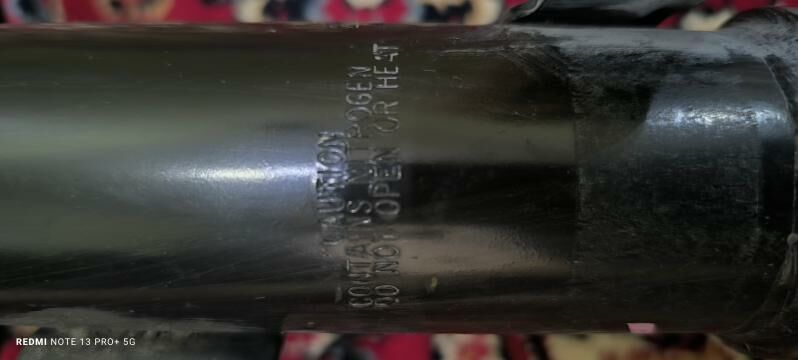 CAUTION
CONTAINS NITROGEN
DO NOT OPEN OR HEAT
REDMI NOTE 13 PRO+ 5G